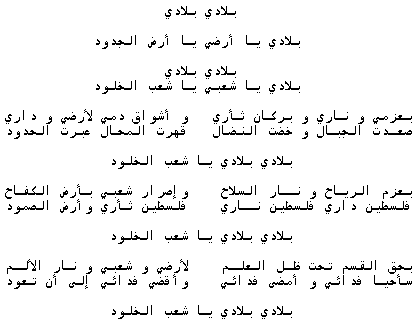 بلادي بلادي
بلادي يا أرضي يا أرض الجدود
بلادي بلادي
بلادي يا شعبي يا شعب الخلود
بعزمي و ناري و بركان ثأري و أشواق دمي لأرضي و داري
صعدت الجبال و خضت النضال قهرت المحال عبرت الحدود
بلادي بلادي يا شعب الخلود
بعزم الرياح و نار السلاح و إصرار شعبي بأرض الكفاح
فلسطين داري فلسطين ناري فلسطين ثأري و أرض الصمود
بلادي بلادي يا شعب الخلود
بحق القسم تحت ظل العلم لأرضي و شعبي و نار الألم
سأحيا فدائي و أمضي فدائي و أقضي فدائي إلى أن تعود
بلادي بلادي يا شعب الخلود